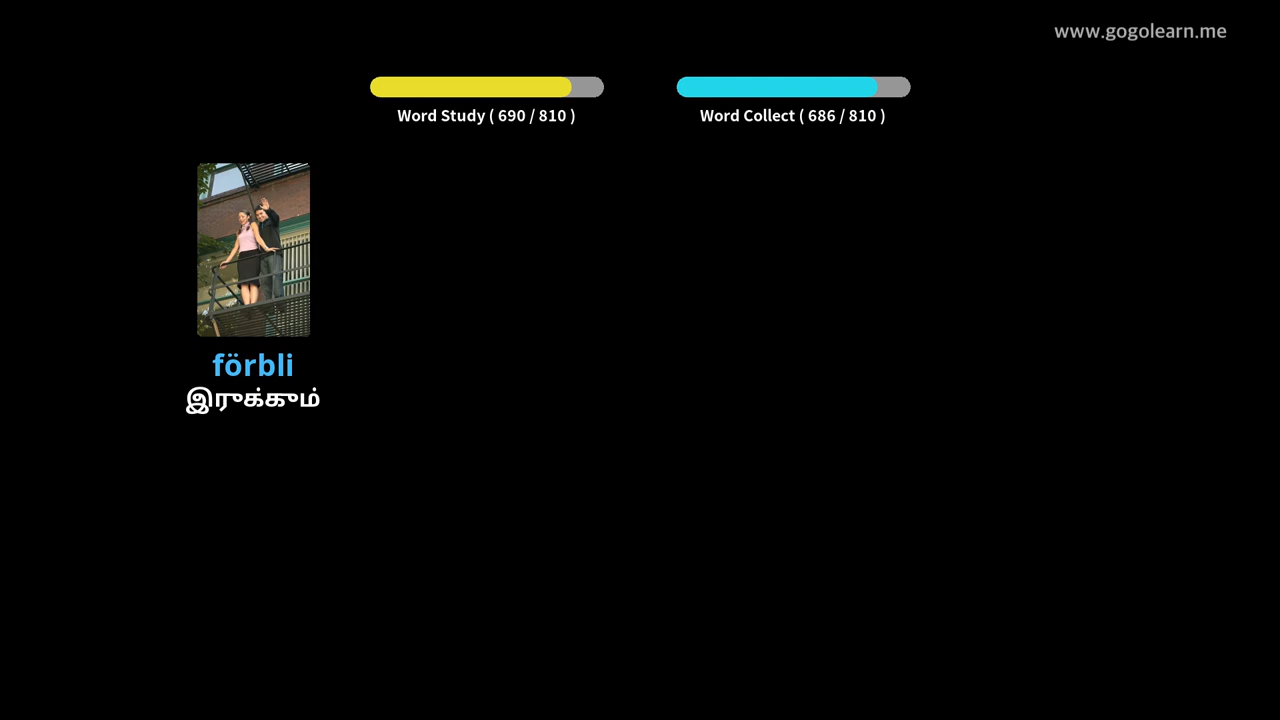 www.gogolearn.me
Word Study ( 690 / 810 )
Word Collect ( 686 / 810 )
förbli
இருக்கும்